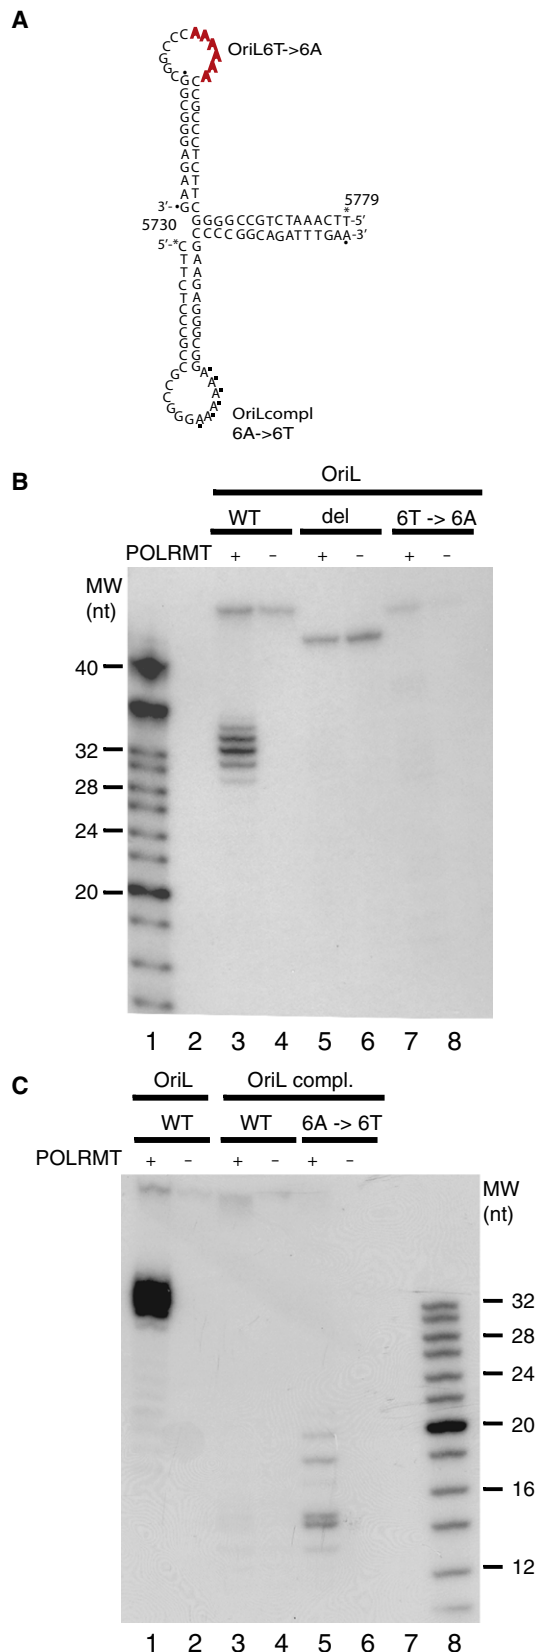 A
CCCAAAAAA
OriL6T->6A
CGGC
G C
G C
C G
G C
G C
G C
A T
G C
A T
A T
3'-G C
5779
*
5730
GGGGCCGTCTAAACTT-5'
CCCCGGCAGATTTGAA-3'
5'-*C G
T A
T A
C G
T A
C G
C G
C G
G C
C G
C G
GCCGGGAAAAAA
OriLcompl
6A->6T
B
OriL
WT del 6T -> 6A
POLRMT + - + - + -
MW
(nt)
40
32
28
24
20
1 2 3 4 5 6 7 8
C
OriL OriL compl.
WT WT 6A -> 6T
POLRMT + - + - + -
MW
(nt)
32
28
24
20
16
12
1 2 3 4 5 6 7 8